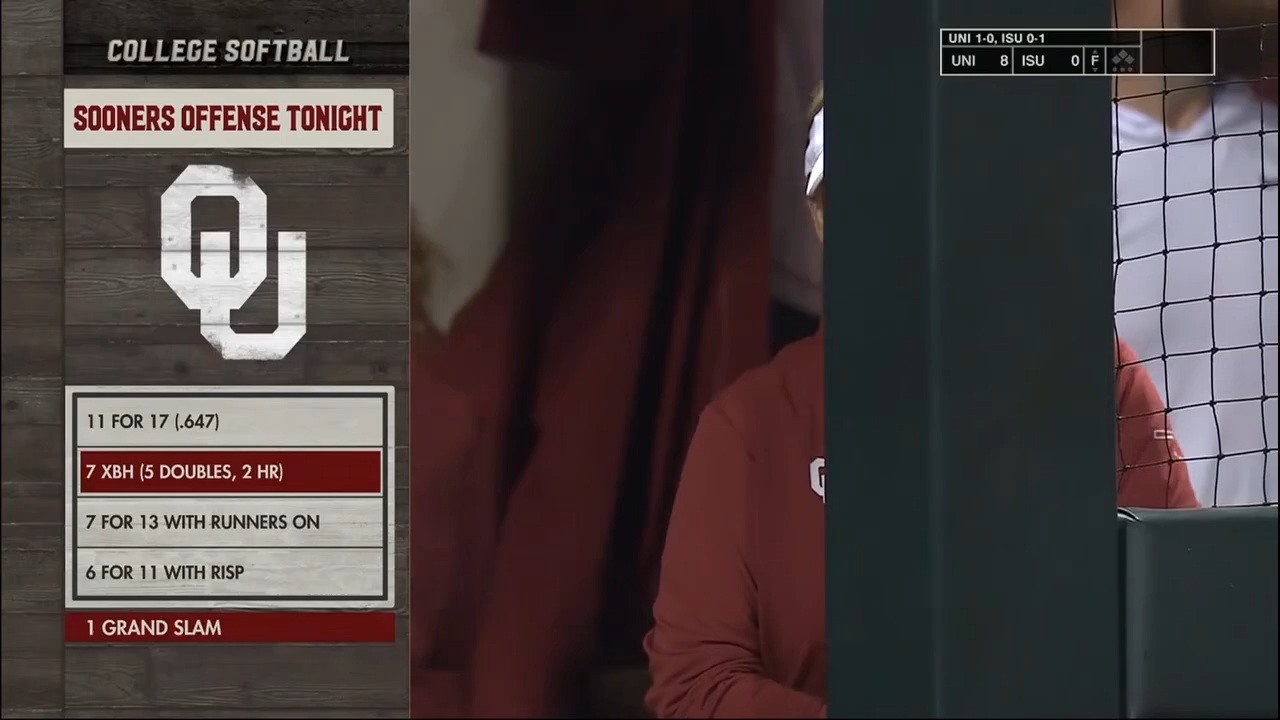 COLLEGE SOFTBALL
SOONERS OFFENSE TONIGHT
OU
11 FOR 17 (.647)
7 XBH (5 DOUBLES, 2 HR)
7 FOR 13 WITH RUNNERS ON
6 FOR 11 WITH RISP
1 GRAND SLAM
UNI 1-0, ISU 0-1
UNI 8 ISU 0 F